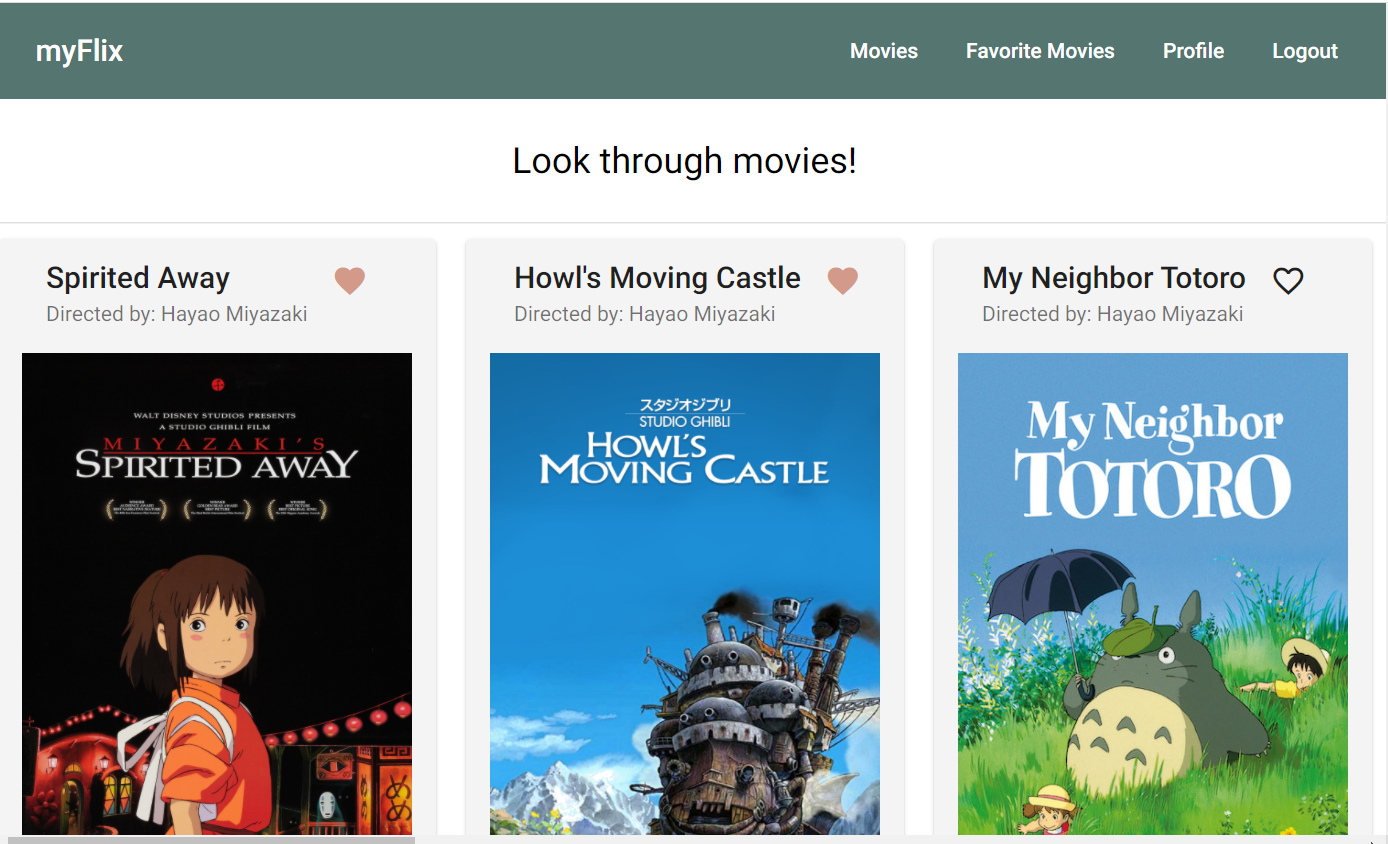 myFlix
Movies
Favorite Movies
Profile
Logout
Look through movies!
Spirited Away
Directed by: Hayao Miyazaki
WALT DISNEY STUDIOS PRESENTS
A STUDIO GHIBLI FILM
MIYAZAKI'S
SPIRITED AWAY
Howl's Moving Castle
Directed by: Hayao Miyazaki
スタジオジブリ
STUDIO GHIBLI
HOWL'S
MOVING CASTLE
My Neighbor Totoro
Directed by: Hayao Miyazaki
My Neighbor
TOTORO